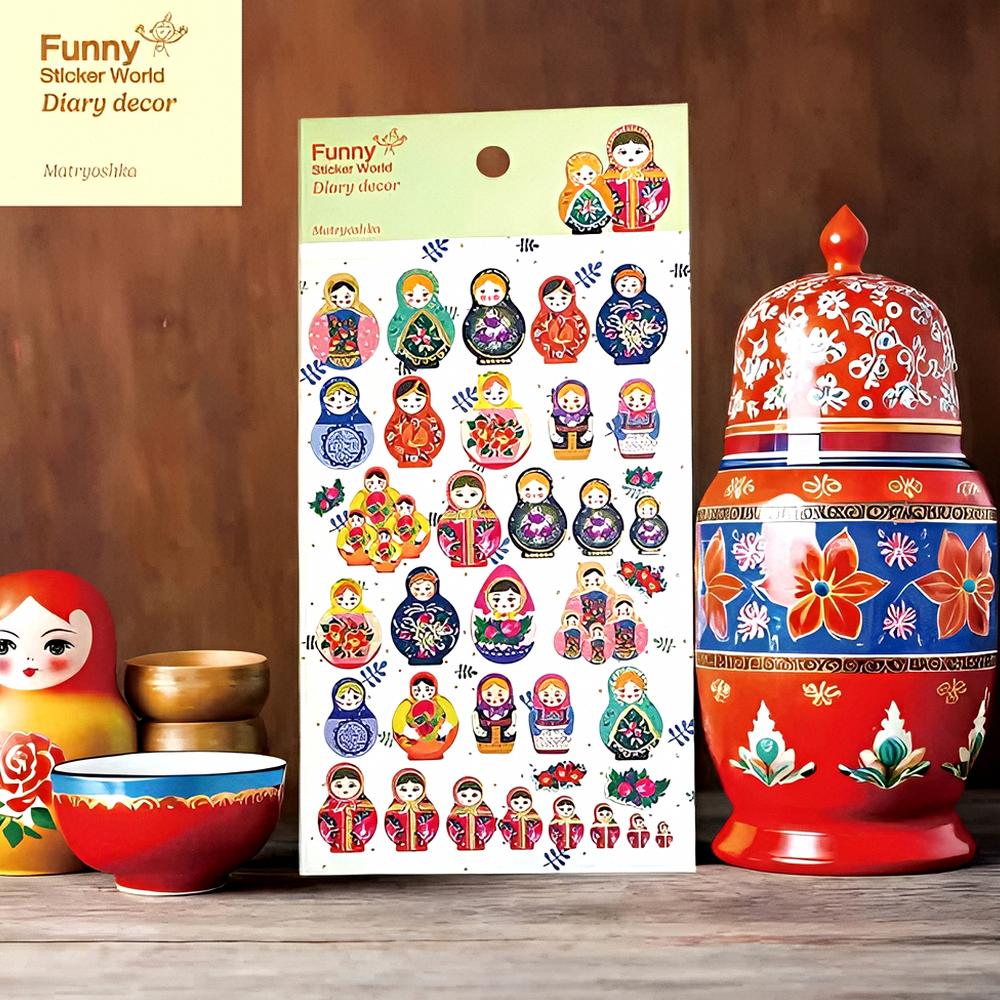 Funny
Sticker World
Diary decor
Matryoshka
Funny
Sticker World
Diary decor
Matryoshka